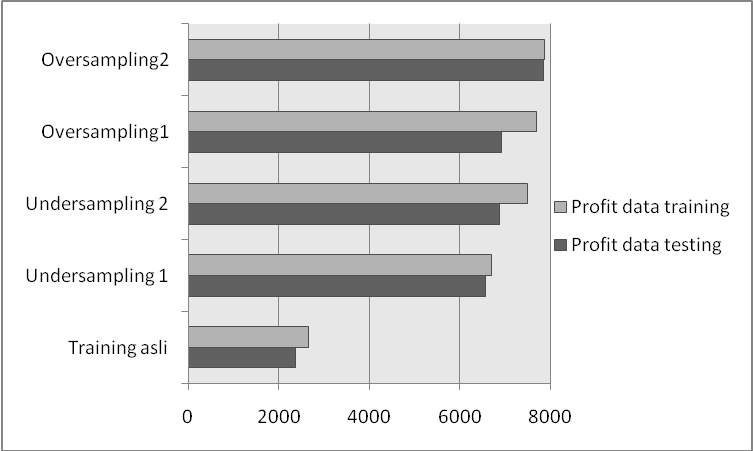 Oversampling2
Oversampling1
Undersampling 2
Undersampling 1
Training asli
0 2000 4000 6000 8000
Profit data training
Profit data testing